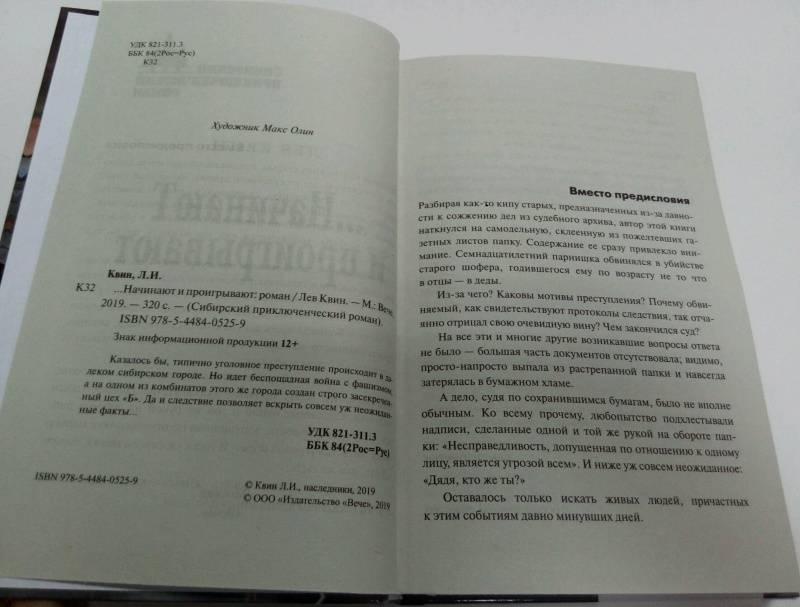 УДК 821-311.3
ББК 84(2Рос=Рус)
К32
Художник Макс Олин
Квин, Л.И.
К32
...Начинают и проигрывают: роман / Лев Квин. — М.: Вече,
2019. — 320 с. — (Сибирский приключенческий роман).
ISBN 978-5-4484-0525-9
Знак информационной продукции 12+
Казалось бы, типично уголовное преступление происходит в да-
леком сибирском городе. Но идет беспощадная война с фашизмом,
а на одном из комбинатов этого же города создан строго засекречен-
ный цех «Б». Да и следствие позволяет вскрыть совсем уж неожидан-
ные факты...
УДК 821-311.3
ББК 84(2Рос=Рус)
ISBN 978-5-4484-0525-9
© Квин Л.И., наследники, 2019
© ООО «Издательство «Вече», 2019
Вместо предисловия
Разбирая как-то кипу старых, предназначенных из-за давно-
сти к сожжению дел из судебного архива, автор этой книги
наткнулся на самодельную, склеенную из пожелтевших га-
зетных листов папку. Содержание ее сразу привлекло вни-
мание. Семнадцатилетний парнишка обвинялся в убийстве
старого шофера, годившегося ему по возрасту не то что
в отцы — в деды.
Из-за чего? Каковы мотивы преступления? Почему обви-
няемый, как свидетельствуют протоколы следствия, так отча-
янно отрицал свою очевидную вину? Чем закончился суд?
На все эти и многие другие возникавшие вопросы ответа
не было — большая часть документов отсутствовала; видимо,
просто-напросто выпала из растрепанной папки и навсегда
затерялась в бумажном хламе.
А дело, судя по сохранившимся бумагам, было не вполне
обычным. Ко всему прочему, любопытство подхлестывали
надписи, сделанные одной и той же рукой на обороте пап-
ки: «Несправедливость, допущенная по отношению к одному
лицу, является угрозой всем». И ниже уж совсем неожиданное:
«Дядя, кто же ты?»
Оставалось только искать живых людей, причастных
к этим событиям давно минувших дней.